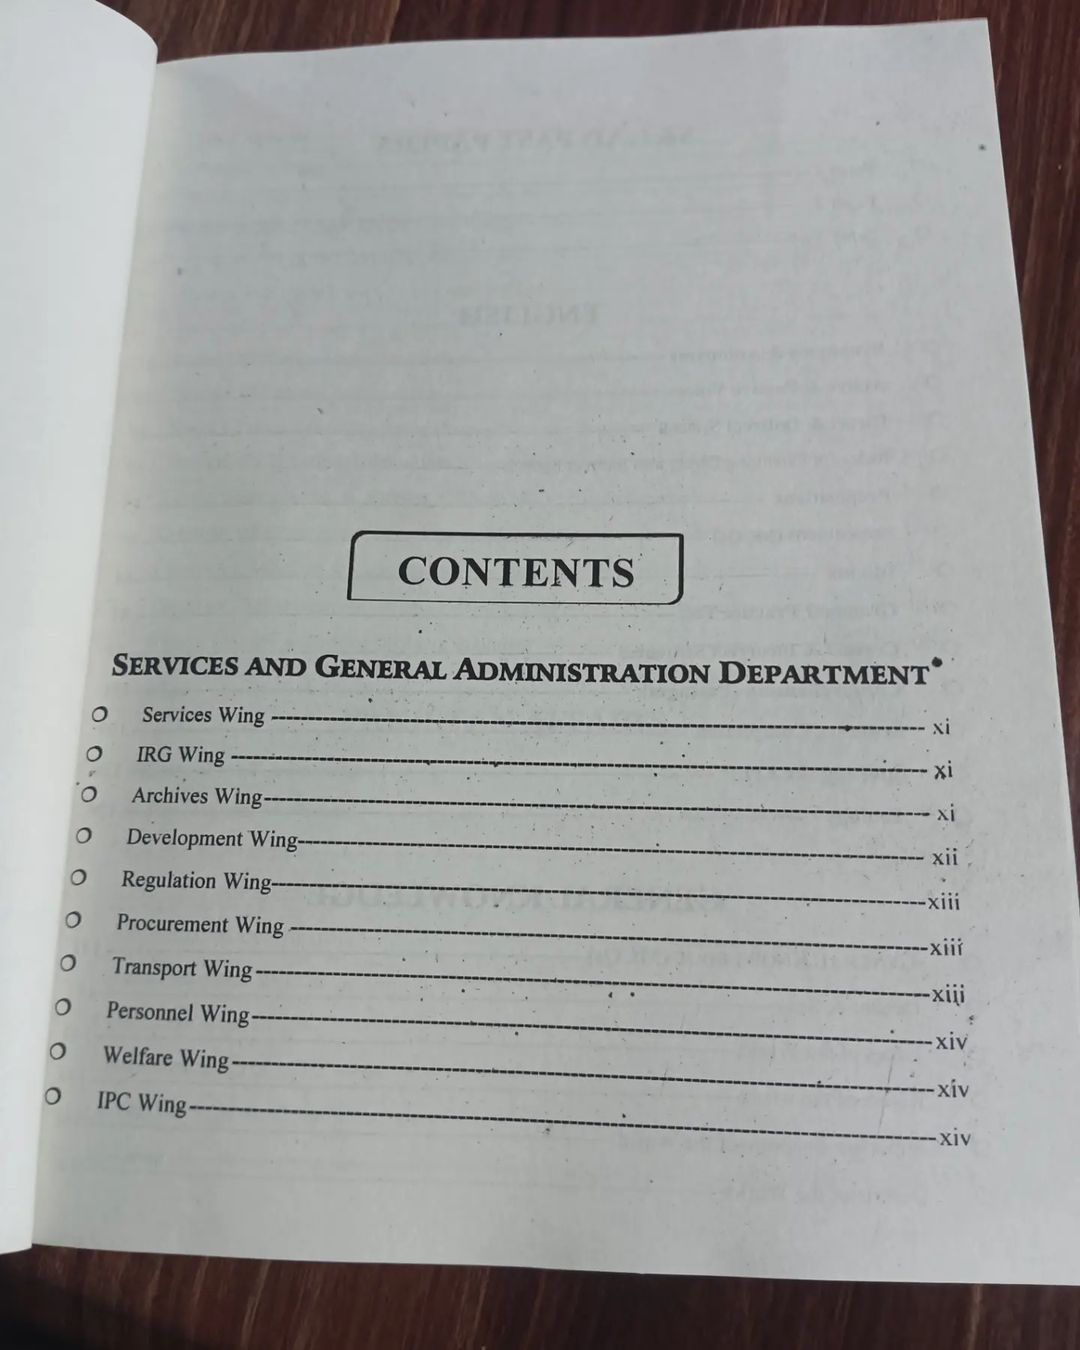 CONTENTS
SERVICES AND GENERAL ADMINISTRATION DEPARTMENT
Services Wing xi
IRG Wing xi
Archives Wing xi
Development Wing xii
Regulation Wing xiii
Procurement Wing xiii
Transport Wing xiii
Personnel Wing xiv
Welfare Wing xiv
IPC Wing xiv